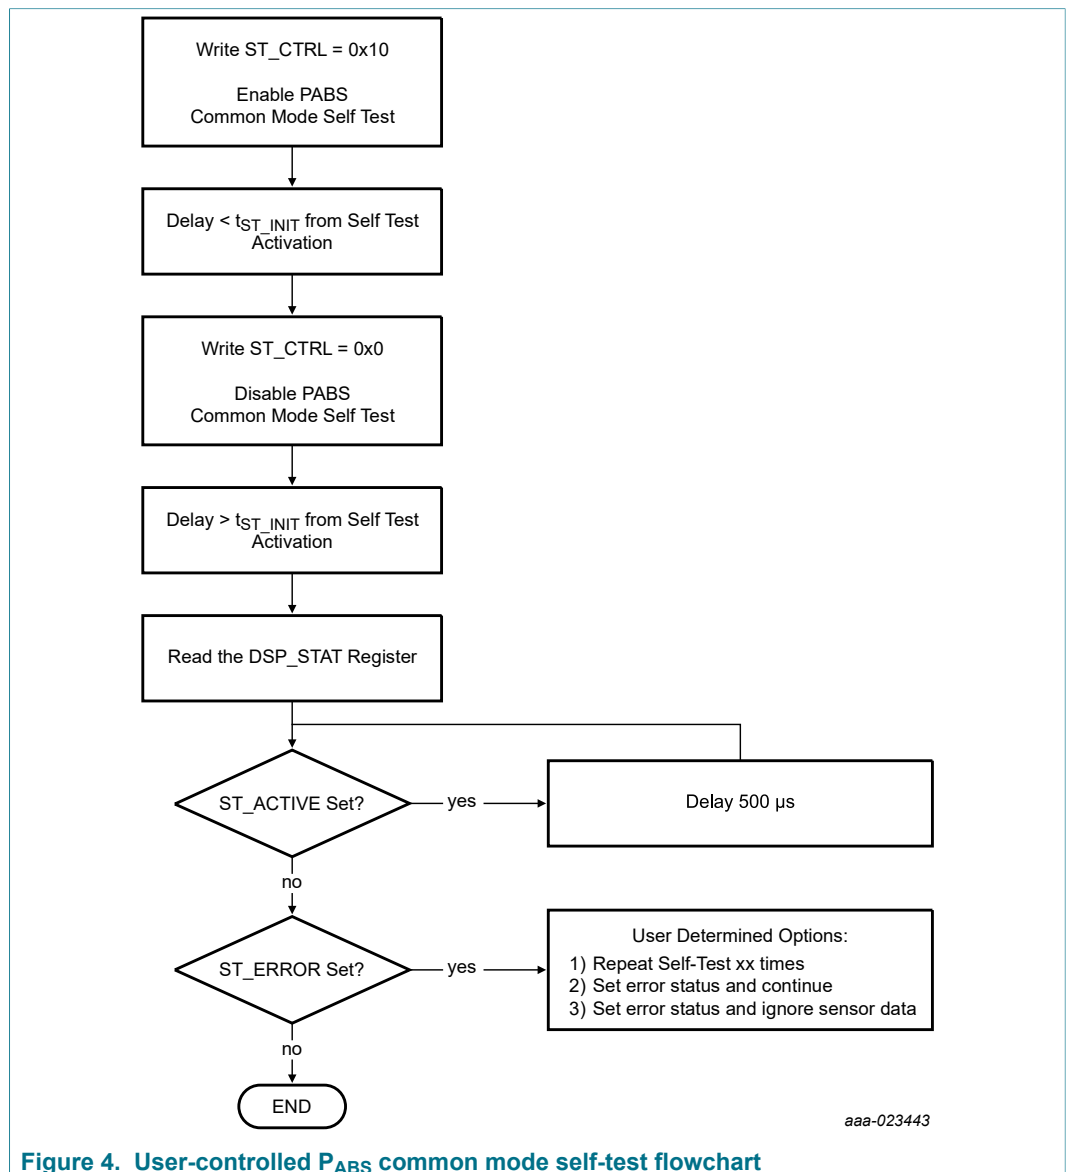 Write ST_CTRL = 0x10
Enable PABS
Common Mode Self Test
Delay < tST_INIT from Self Test
Activation
Write ST_CTRL = 0x0
Disable PABS
Common Mode Self Test
Delay > tST_INIT from Self Test
Activation
Read the DSP_STAT Register
ST_ACTIVE Set?
yes
Delay 500 µs
no
ST_ERROR Set?
yes
User Determined Options:
1) Repeat Self-Test xx times
2) Set error status and continue
3) Set error status and ignore sensor data
no
END
aaa-023443
Figure 4. User-controlled PABS common mode self-test flowchart